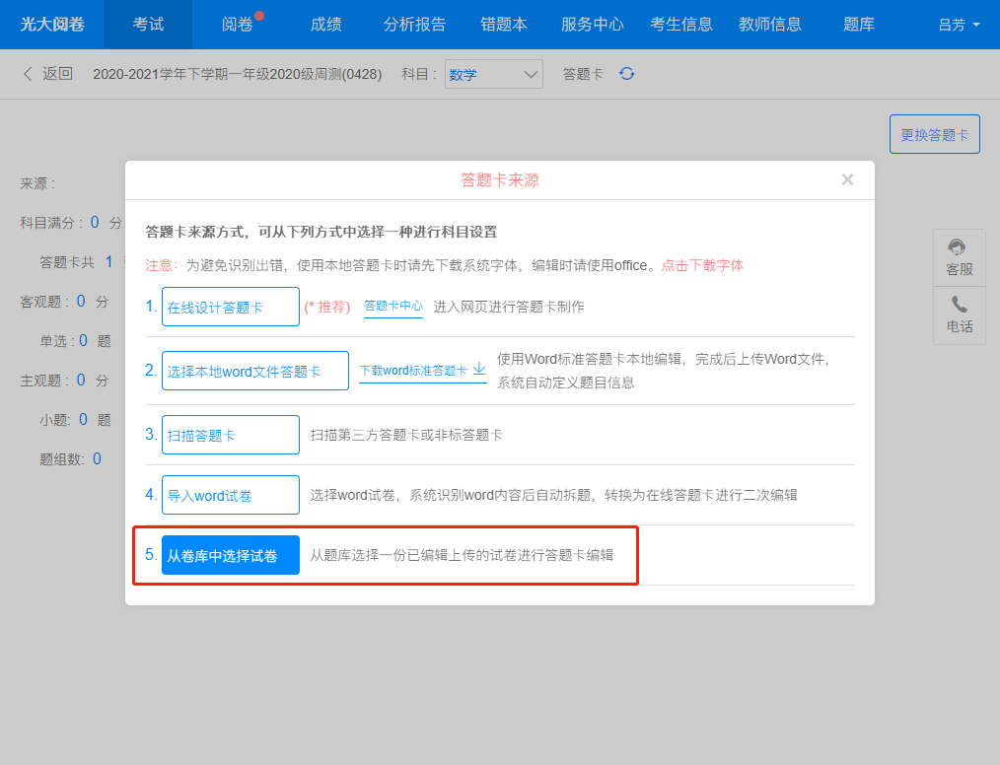 光大阅卷 考试 阅卷 成绩 分析报告 错题本 服务中心 考生信息 教师信息 题库 吕芳
返回 2020-2021学年下学期一年级2020级周测(0428) 科目 : 数学 答题卡
更换答题卡
来源 :
科目满分 : 0 分
答题卡共 1
客观题 : 0 分
单选 : 0 题
主观题 : 0 分
小题: 0 题
题组数: 0
客服
电话
答题卡来源
答题卡来源方式，可从下列方式中选择一种进行科目设置
注意: 为避免识别出错，使用本地答题卡时请先下载系统字体，编辑时请使用office。点击下载字体
1. 在线设计答题卡 (* 推荐) 答题卡中心 进入网页进行答题卡制作
2. 选择本地word文件答题卡 下载word标准答题卡 使用Word标准答题卡本地编辑，完成后上传Word文件，
系统自动定义题目信息
3. 扫描答题卡 扫描第三方答题卡或非标答题卡
4. 导入word试卷 选择word试卷，系统识别word内容后自动拆题，转换为在线答题卡进行二次编辑
5. 从卷库中选择试卷 从题库选择一份已编辑上传的试卷进行答题卡编辑